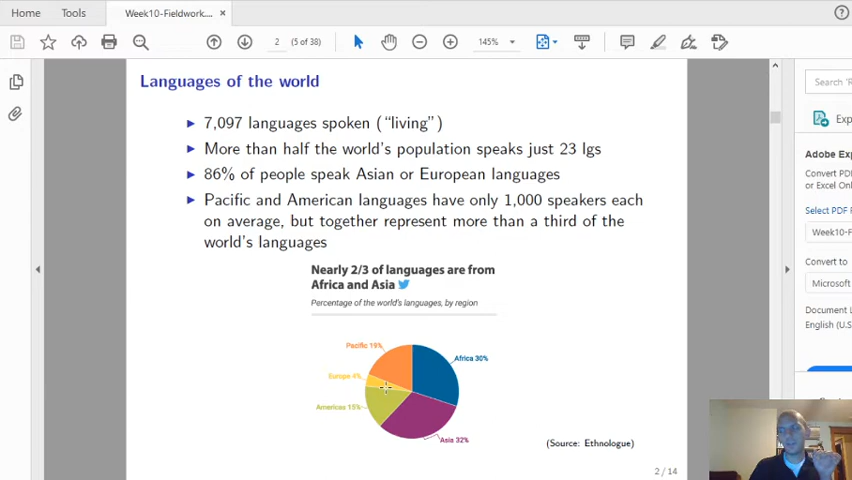 Home
Tools
Week10-Fieldwork....
×
2
(5 of 38)
145%
Languages of the world
7,097 languages spoken (“living”)
More than half the world’s population speaks just 23 lgs
86% of people speak Asian or European languages
Pacific and American languages have only 1,000 speakers each
on average, but together represent more than a third of the
world’s languages
Nearly 2/3 of languages are from
Africa and Asia
Percentage of the world's languages, by region
Pacific 19%
Africa 30%
Europe 4%
Americas 15%
Asia 32%
(Source: Ethnologue)
2 / 14
Search 'R
Exp
Adobe Exp
Convert PDF
or Excel Onl
Select PDF F
Week10-F
Convert to
Microsoft
Document L
English (U.S